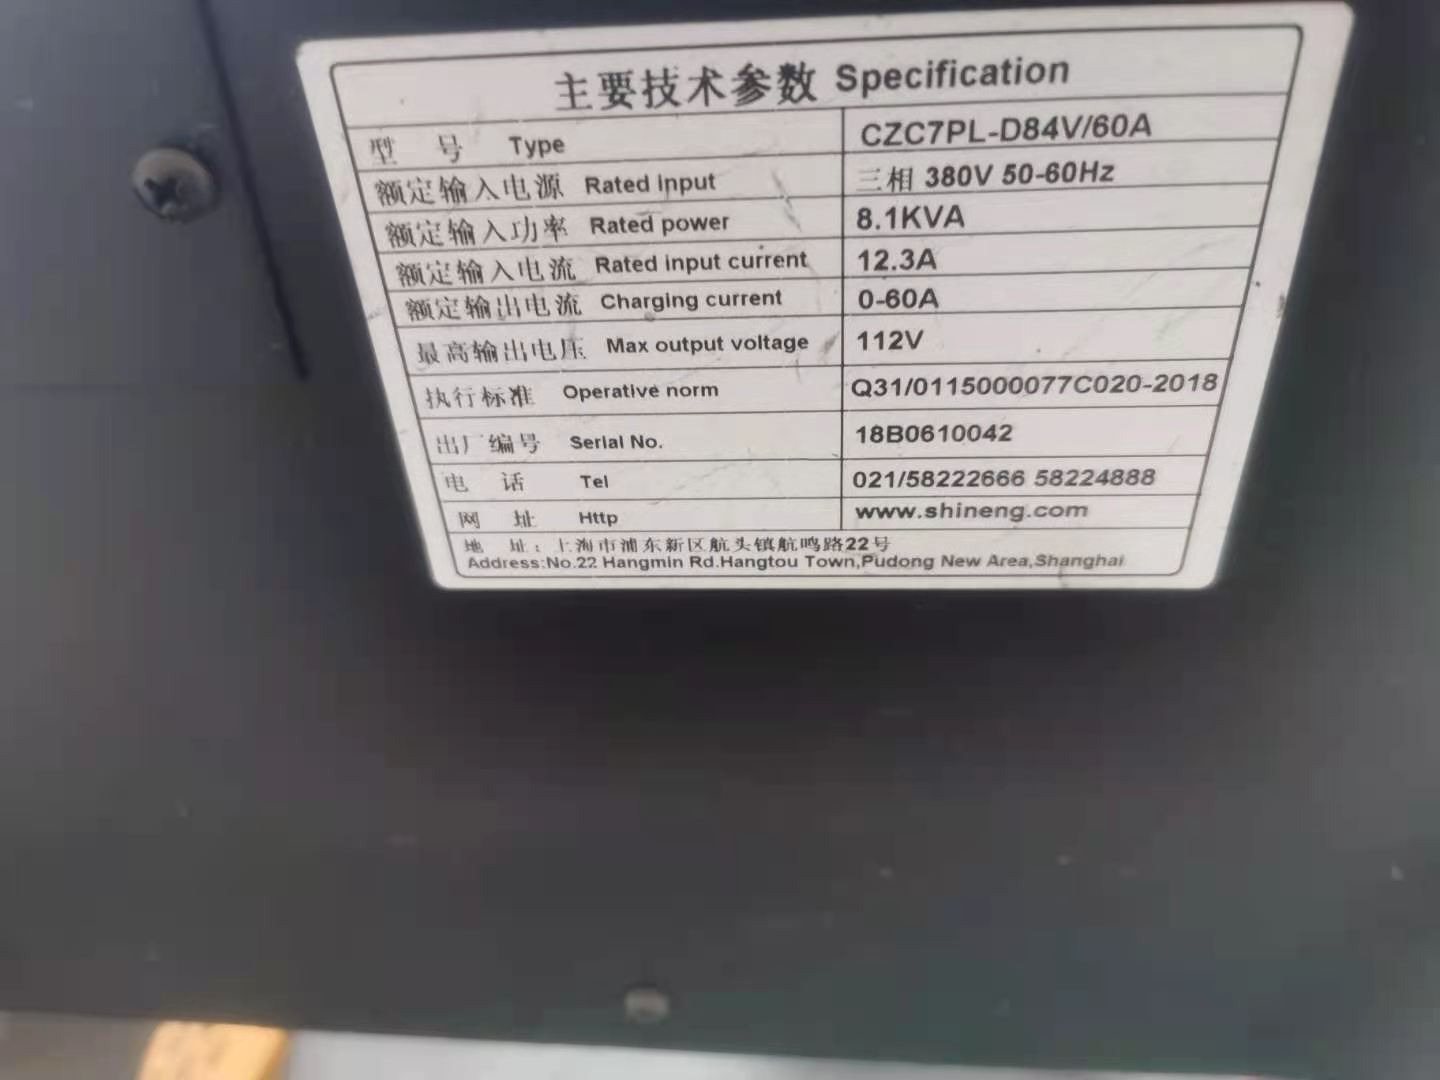 主要技术参数 Specification
型 号 Type CZC7PL-D84V/60A
额定输入电源 Rated input 三相 380V 50-60Hz
额定输入功率 Rated power 8.1KVA
额定输入电流 Rated input current 12.3A
额定输出电流 Charging current 0-60A
最高输出电压 Max output voltage 112V
执行标准 Operative norm Q31/0115000077C020-2018
出厂编号 Serial No. 18B0610042
电 话 Tel 021/58222666 58224888
网 址 Http www.shineng.com
地 址：上海市浦东新区航头镇航鸣路22号
Address:No.22 Hangmin Rd.Hangtou Town,Pudong New Area,Shanghai